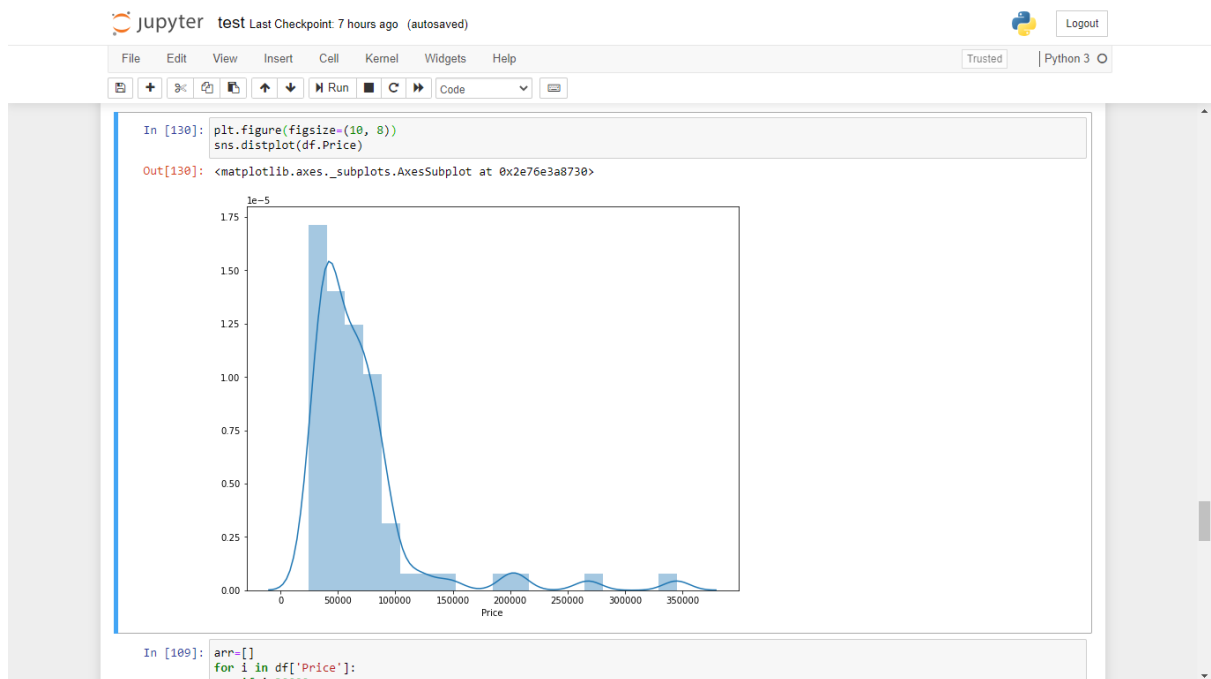 jupyter test Last Checkpoint: 7 hours ago (autosaved)
Logout
File Edit View Insert Cell Kernel Widgets Help
Trusted
Python 3
Run
Code
In [130]: plt.figure(figsize=(10, 8))
sns.distplot(df.Price)
Out[130]: <matplotlib.axes._subplots.AxesSubplot at 0x2e76e3a8730>
1e-5
1.75
1.50
1.25
1.00
0.75
0.50
0.25
0.00
0 50000 100000 150000 200000 250000 300000 350000
Price
In [109]: arr=[]
for i in df['Price']: